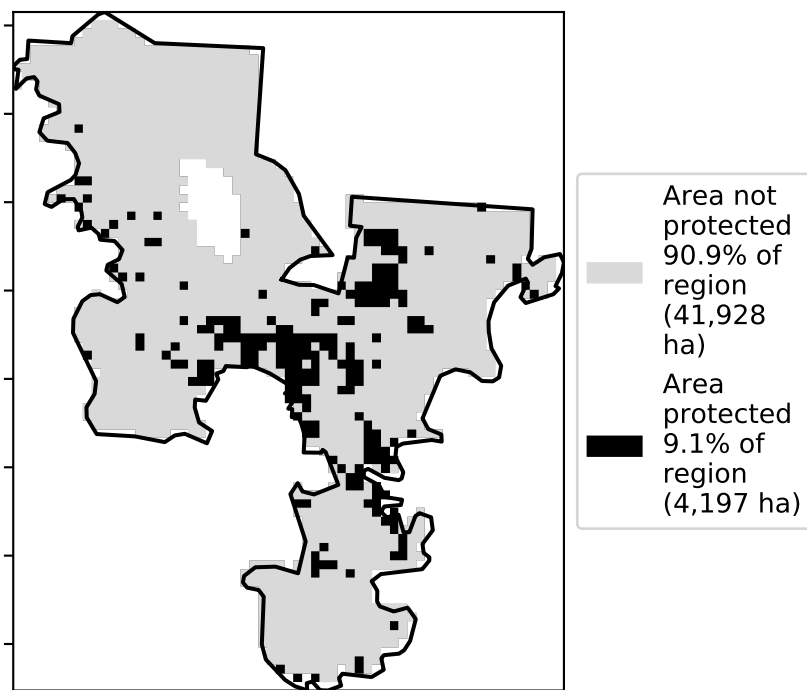 Area not
protected
90.9% of
region
(41,928
ha)
Area
protected
9.1% of
region
(4,197 ha)